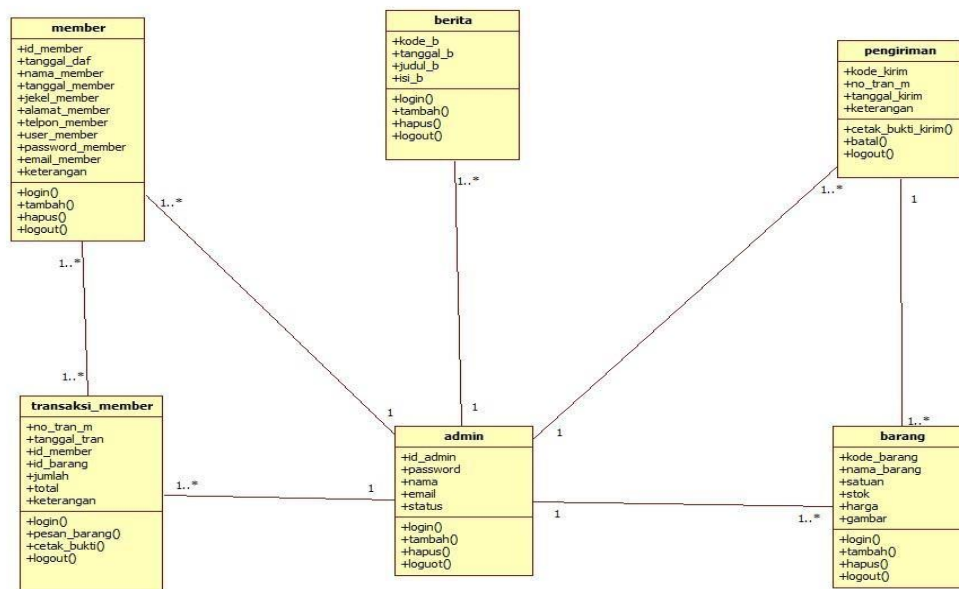 member
+id_member
+tanggal_daf
+nama_member
+tanggal_member
+jekel_member
+alamat_member
+telpon_member
+user_member
+password_member
+email_member
+keterangan
+login()
+tambah()
+hapus()
+logout()
berita
+kode_b
+tanggal_b
+judul_b
+isi_b
+login()
+tambah()
+hapus()
+logout()
pengiriman
+kode_kirim
+no_tran_m
+tanggal_kirim
+keterangan
+cetak_bukti_kirim()
+batal()
+logout()
1..*
1..*
1..*
1
1..*
1..*
1
1
1
1..*
transaksi_member
+no_tran_m
+tanggal_tran
+id_member
+id_barang
+jumlah
+total
+keterangan
+login()
+pesan_barang()
+cetak_bukti()
+logout()
1..*
1
admin
+id_admin
+password
+nama
+email
+status
+login()
+tambah()
+hapus()
+loguot()
1
1..*
barang
+kode_barang
+nama_barang
+satuan
+stok
+harga
+gambar
+login()
+tambah()
+hapus()
+logout()